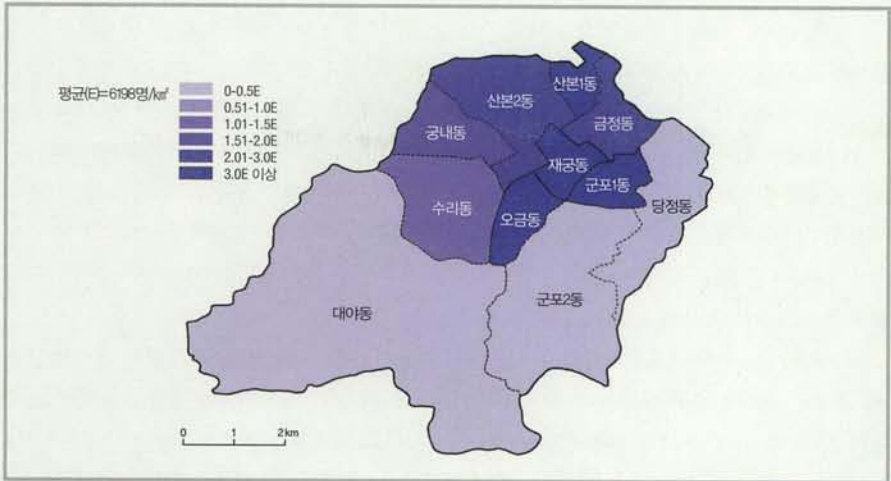 평균(E)=6198명/㎢
0-0.5E
0.51-1.0E
1.01-1.5E
1.51-2.0E
2.01-3.0E
3.0E 이상
산본1동
산본2동
금정동
궁내동
재궁동
군포1동
당정동
수리동
오금동
군포2동
대야동
0 1 2km